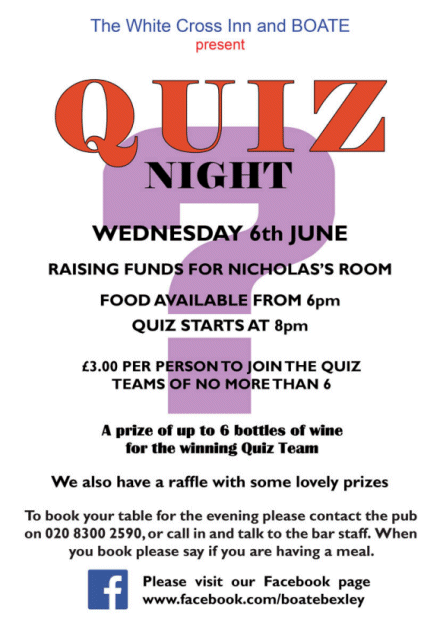 The White Cross Inn and BOATE
present
QUIZ
NIGHT
WEDNESDAY 6th JUNE
RAISING FUNDS FOR NICHOLAS'S ROOM
FOOD AVAILABLE FROM 6pm
QUIZ STARTS AT 8pm
£3.00 PER PERSON TO JOIN THE QUIZ
TEAMS OF NO MORE THAN 6
A prize of up to 6 bottles of wine
for the winning Quiz Team
We also have a raffle with some lovely prizes
To book your table for the evening please contact the pub
on 020 8300 2590, or call in and talk to the bar staff. When
you book please say if you are having a meal.
Please visit our Facebook page
www.facebook.com/boatebexley